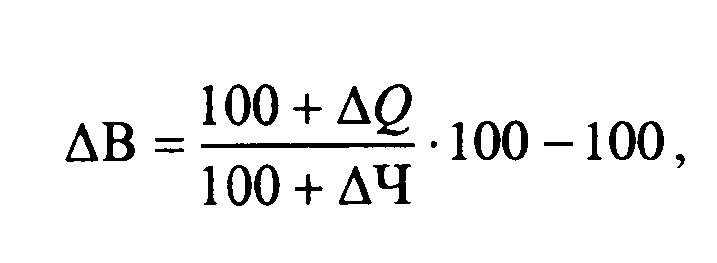 ΔВ = (100 + ΔQ) / (100 + ΔЧ) · 100 − 100,